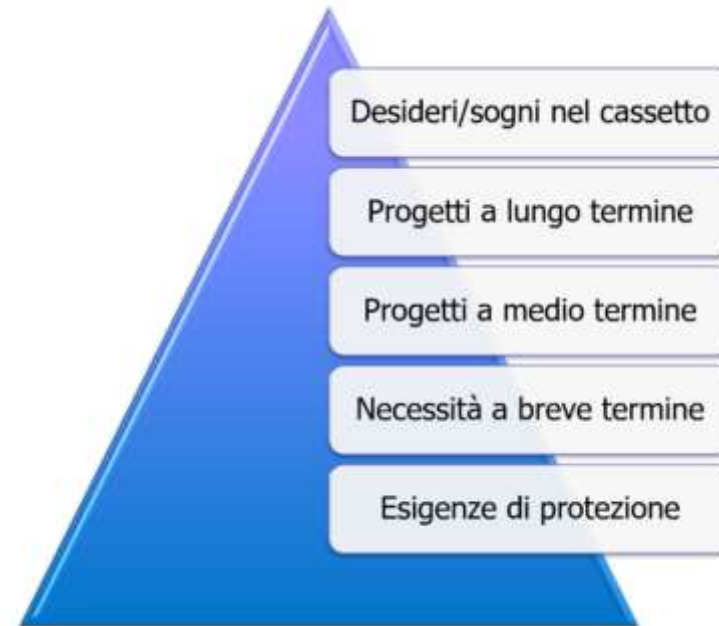 Desideri/sogni nel cassetto
Progetti a lungo termine
Progetti a medio termine
Necessità a breve termine
Esigenze di protezione